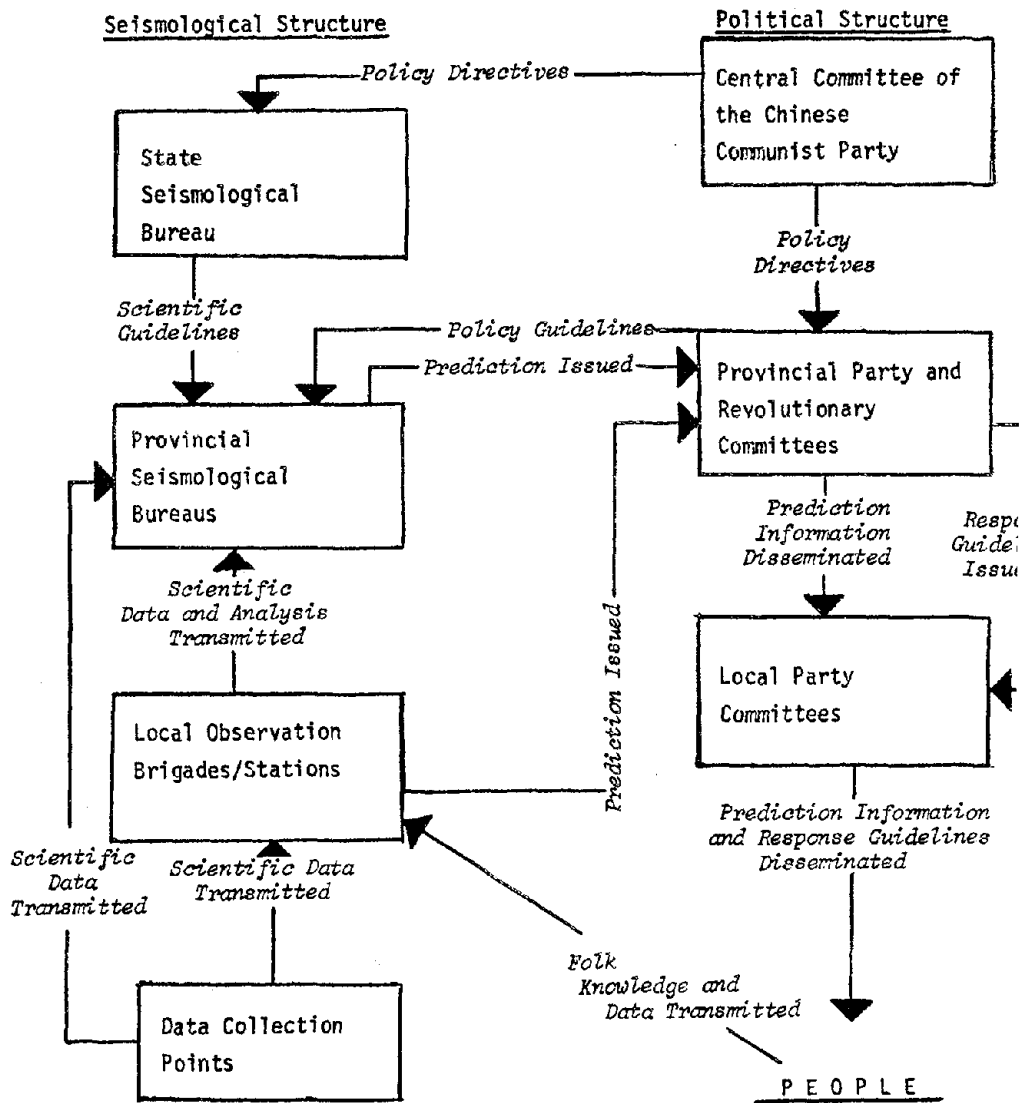 Seismological Structure
Political Structure
Policy Directives
Central Committee of
the Chinese
Communist Party
State
Seismological
Bureau
Policy
Directives
Scientific
Guidelines
Policy Guidelines
Prediction Issued
Provincial Party and
Revolutionary
Committees
Provincial
Seismological
Bureaus
Prediction
Information
Disseminated
Scientific
Data and Analysis
Transmitted
Prediction Issued
Local Party
Committees
Local Observation
Brigades/Stations
Prediction Information
and Response Guidelines
Disseminated
Scientific
Data
Transmitted
Scientific Data
Transmitted
Folk
Knowledge and
Data Transmitted
Data Collection
Points
PEOPLE